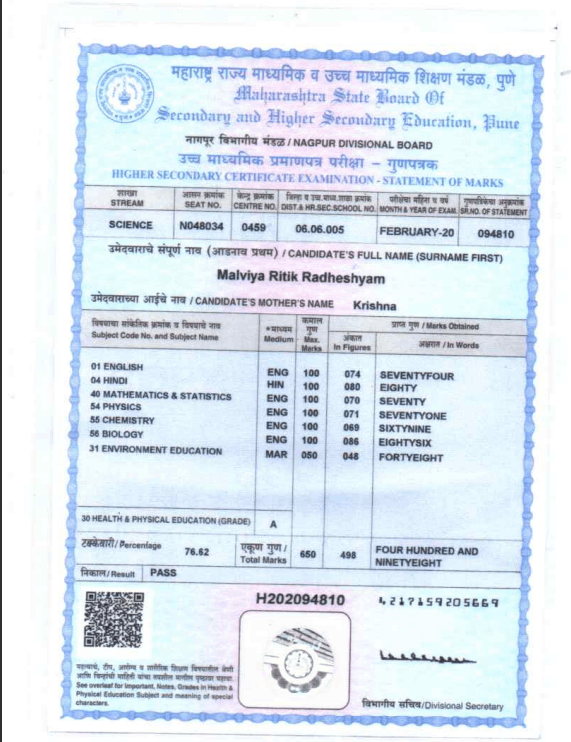 महाराष्ट्र राज्य माध्यमिक व उच्च माध्यमिक शिक्षण मंडळ, पुणे
Maharashtra State Board Of
Secondary and Higher Secondary Education, Pune
नागपूर विभागीय मंडळ / NAGPUR DIVISIONAL BOARD
उच्च माध्यमिक प्रमाणपत्र परीक्षा – गुणपत्रक
HIGHER SECONDARY CERTIFICATE EXAMINATION - STATEMENT OF MARKS
शाखा आसन क्रमांक केंद्र क्रमांक जिल्हा व उच्च.माध्य.शाळा क्रमांक परीक्षेचा महिना व वर्ष गुणपत्रिकेचा अनुक्रमांक
STREAM SEAT NO. CENTRE NO. DIST.& HR.SEC.SCHOOL NO. MONTH & YEAR OF EXAM. SR.NO. OF STATEMENT
SCIENCE N048034 0459 06.06.005 FEBRUARY-20 094810
उमेदवाराचे संपूर्ण नाव (आडनाव प्रथम) / CANDIDATE'S FULL NAME (SURNAME FIRST)
Malviya Ritik Radheshyam
उमेदवाराच्या आईचे नाव / CANDIDATE'S MOTHER'S NAME Krishna
विषयाचा सांकेतिक क्रमांक व विषयाचे नाव
Subject Code No. and Subject Name
*माध्यम
Medium
कमाल
गुण
Max.
Marks
प्राप्त गुण / Marks Obtained
अंकात
In Figures
अक्षरात / In Words
01 ENGLISH ENG 100 074 SEVENTYFOUR
04 HINDI HIN 100 080 EIGHTY
40 MATHEMATICS & STATISTICS ENG 100 070 SEVENTY
54 PHYSICS ENG 100 071 SEVENTYONE
55 CHEMISTRY ENG 100 069 SIXTYNINE
56 BIOLOGY ENG 100 086 EIGHTYSIX
31 ENVIRONMENT EDUCATION MAR 050 048 FORTYEIGHT
30 HEALTH & PHYSICAL EDUCATION (GRADE) A
टक्केवारी/ Percentage 76.62 एकूण गुण / Total Marks 650 498 FOUR HUNDRED AND
NINETYEIGHT
निकाल/ Result PASS
H202094810 4217159205669
महत्वाचे, टीप, आरोग्य व शारीरिक शिक्षण विषयातील श्रेणी
आणि चिन्हांची माहिती यांच्या तपशील मागील पृष्ठावर पहावा.
See overleaf for Important, Notes, Grades in Health &
Physical Education Subject and meaning of special
characters.
विभागीय सचिव/Divisional Secretary